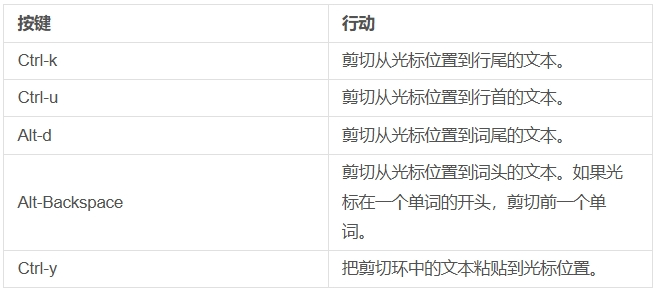 按键 行动
Ctrl-k 剪切从光标位置到行尾的文本。
Ctrl-u 剪切从光标位置到行首的文本。
Alt-d 剪切从光标位置到词尾的文本。
Alt-Backspace 剪切从光标位置到词头的文本。如果光
标在一个单词的开头，剪切前一个单
词。
Ctrl-y 把剪切环中的文本粘贴到光标位置。